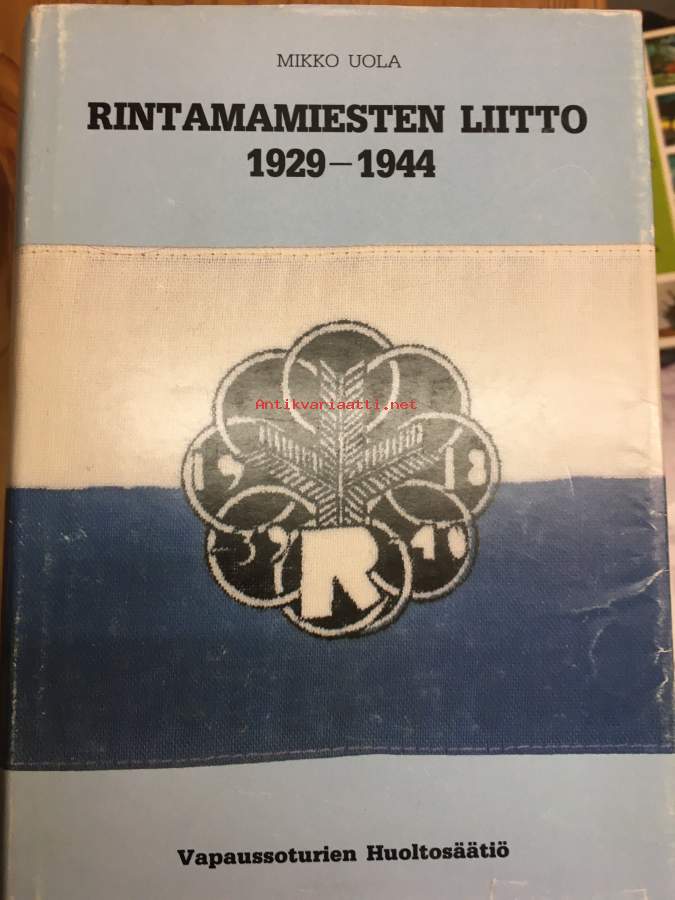 MIKKO UOLA
RINTAMAMIESTEN LIITTO
1929–1944
Antikvariaatti.net
19 18
39 40
R
Vapaussoturien Huoltosäätiö